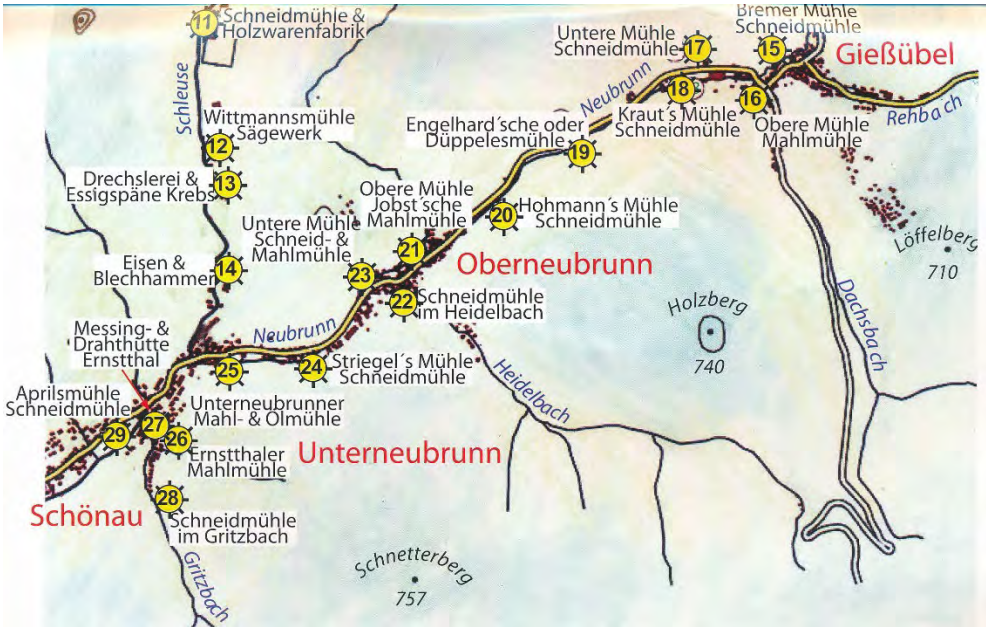 11
Schneidmühle &
Holzwarenfabrik
Schleuse
12
Wittmannsmühle
Sägewerk
13
Drechslerei &
Essigspäne Krebs
14
Eisen &
Blechhammer
Bremer Mühle
Schneidmühle
15
Gießübel
Untere Mühle
Schneidmühle
17
Neubrunn
18
Kraut´s Mühle
Schneidmühle
16
Obere Mühle
Mahlmühle
Rehbach
Engelhard´sche oder
Düppelesmühle
19
20
Hohmann´s Mühle
Schneidmühle
Obere Mühle
Jobst´sche
Mahlmühle
21
Untere Mühle
Schneid- &
Mahlmühle
23
Oberneubrunn
22
Schneidmühle
im Heidelbach
Löffelberg
710
Holzberg
740
Dachsbach
Heidelbach
Neubrunn
24
Striegel´s Mühle
Schneidmühle
25
Unterneubrunner
Mahl- & Ölmühle
Messing- &
Drahthütte
Ernstthal
Aprilsmühle
Schneidmühle
29
27
26
Ernstthaler
Mahlmühle
Unterneubrunn
28
Schneidmühle
im Gritzbach
Schönau
Gritzbach
Schnetterberg
757